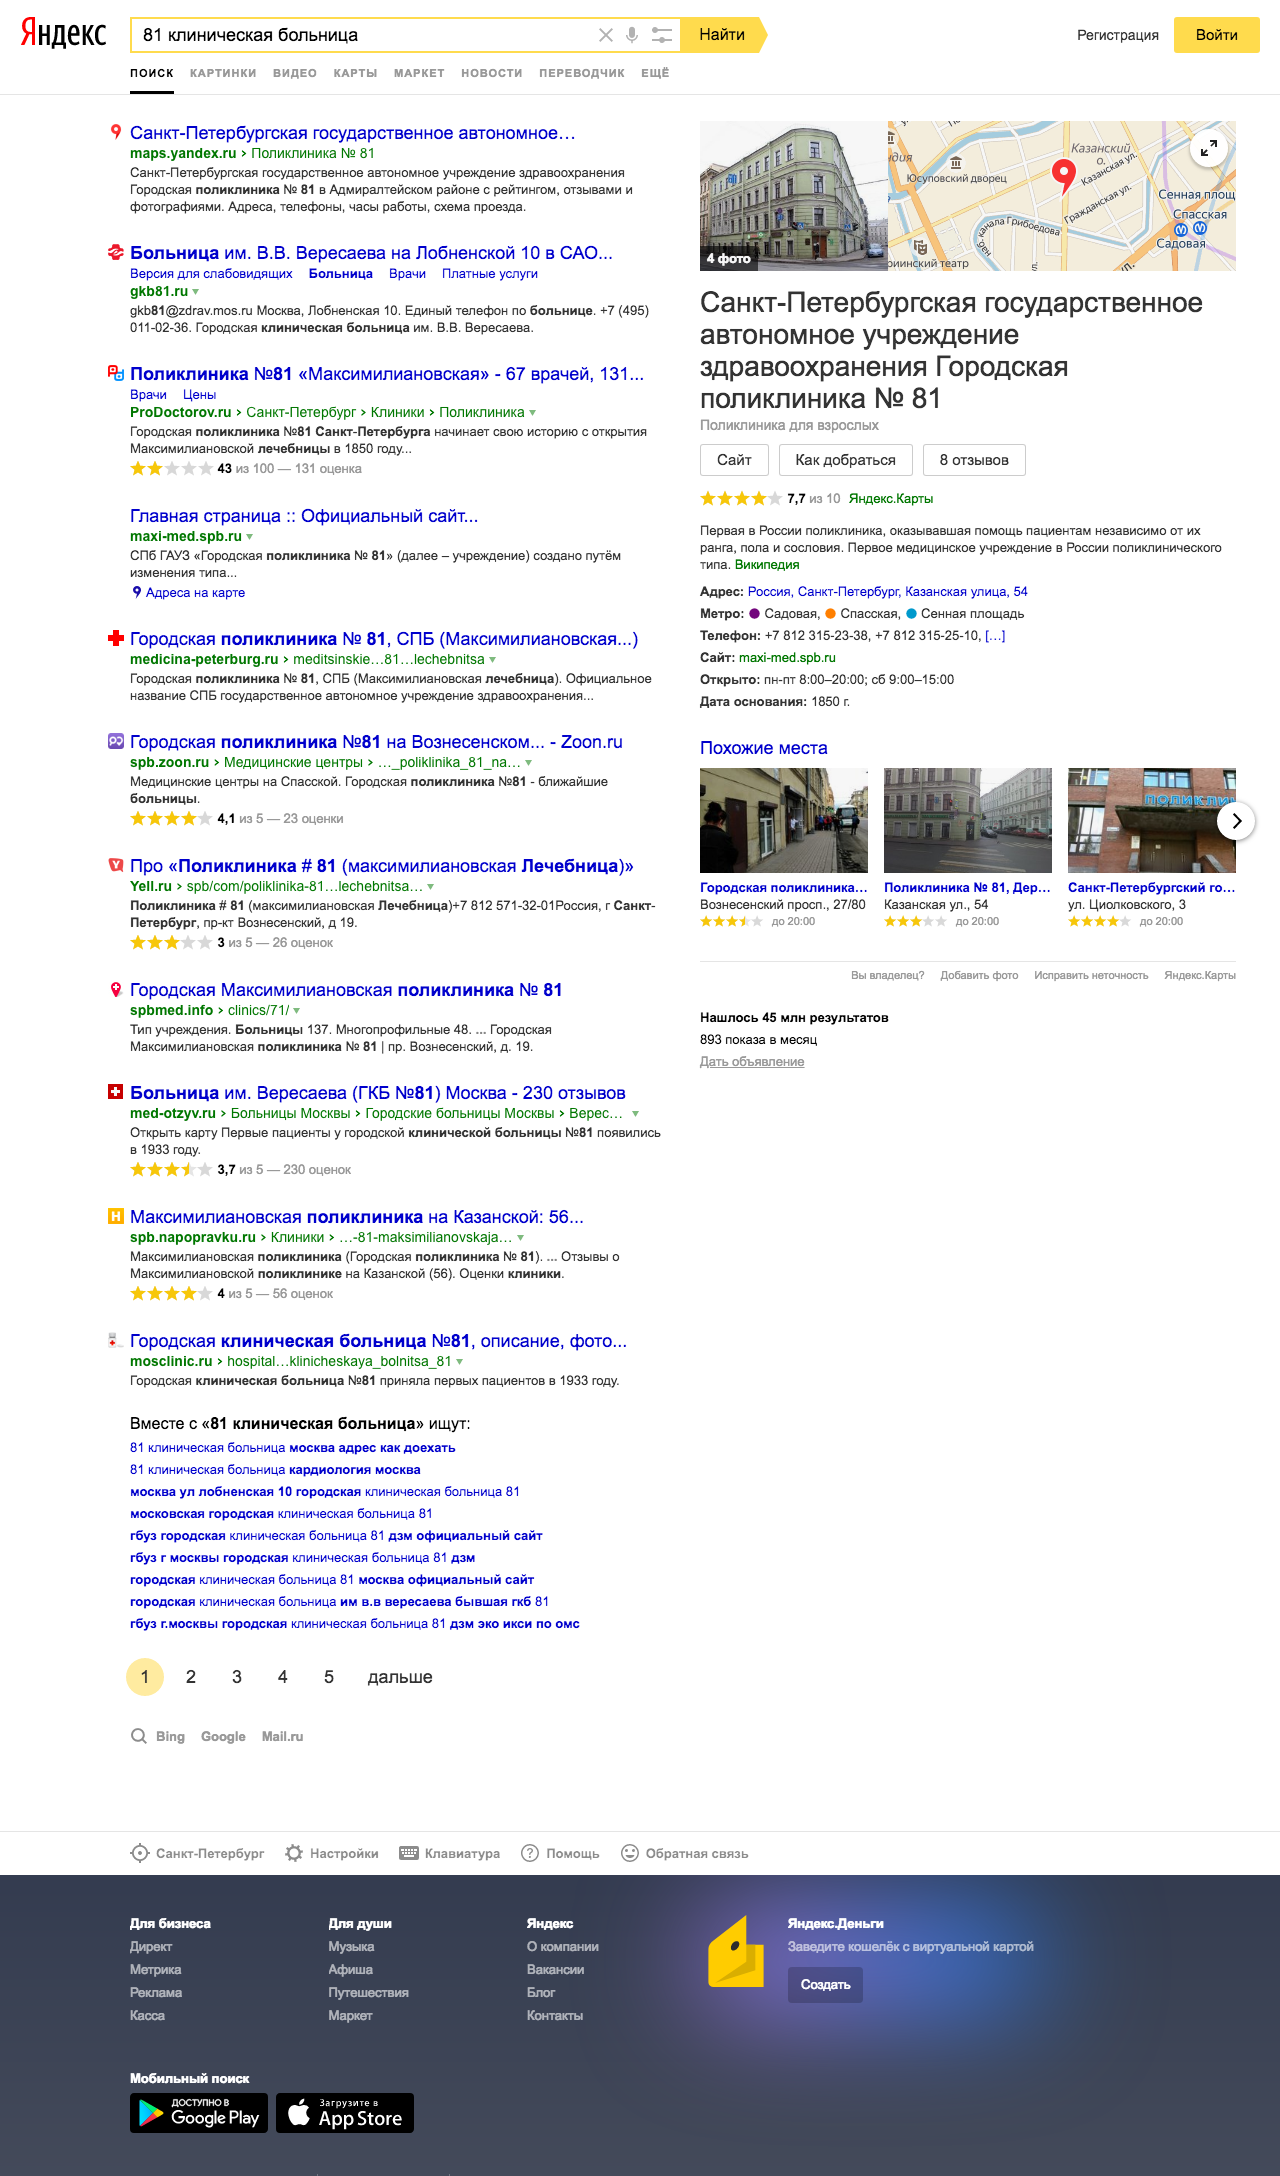 Яндекс
81 клиническая больница
Найти
Регистрация
Войти
ПОИСК КАРТИНКИ ВИДЕО КАРТЫ МАРКЕТ НОВОСТИ ПЕРЕВОДЧИК ЕЩЁ
Санкт-Петербургская государственное автономное…
maps.yandex.ru › Поликлиника № 81
Санкт-Петербургская государственное автономное учреждение здравоохранения
Городская поликлиника № 81 в Адмиралтейском районе с рейтингом, отзывами и
фотографиями. Адреса, телефоны, часы работы, схема проезда.
Больница им. В.В. Вересаева на Лобненской 10 в САО...
Версия для слабовидящих Больница Врачи Платные услуги
gkb81.ru
gkb81@zdrav.mos.ru Москва, Лобненская 10. Единый телефон по больнице. +7 (495)
011-02-36. Городская клиническая больница им. В.В. Вересаева.
Поликлиника №81 «Максимилиановская» - 67 врачей, 131...
Врачи Цены
ProDoctorov.ru › Санкт-Петербург › Клиники › Поликлиника
Городская поликлиника №81 Санкт-Петербурга начинает свою историю с открытия
Максимилиановской лечебницы в 1850 году...
43 из 100 — 131 оценка
Главная страница :: Официальный сайт...
maxi-med.spb.ru
СПб ГАУЗ «Городская поликлиника № 81» (далее – учреждение) создано путём
изменения типа...
Адреса на карте
Городская поликлиника № 81, СПБ (Максимилиановская...)
medicina-peterburg.ru › meditsinskie…81…lechebnitsa
Городская поликлиника № 81, СПБ (Максимилиановская лечебница). Официальное
название СПБ государственное автономное учреждение здравоохранения...
Городская поликлиника №81 на Вознесенском... - Zoon.ru
spb.zoon.ru › Медицинские центры › …_poliklinika_81_na…
Медицинские центры на Спасской. Городская поликлиника №81 - ближайшие
больницы.
4,1 из 5 — 23 оценки
Про «Поликлиника # 81 (максимилиановская Лечебница)»
Yell.ru › spb/com/poliklinika-81…lechebnitsa…
Поликлиника # 81 (максимилиановская Лечебница)+7 812 571-32-01Россия, г Санкт-
Петербург, пр-кт Вознесенский, д 19.
3 из 5 — 26 оценок
Городская Максимилиановская поликлиника № 81
spbmed.info › clinics/71/
Тип учреждения. Больницы 137. Многопрофильные 48. ... Городская
Максимилиановская поликлиника № 81 | пр. Вознесенский, д. 19.
Больница им. Вересаева (ГКБ №81) Москва - 230 отзывов
med-otzyv.ru › Больницы Москвы › Городские больницы Москвы › Верес…
Открыть карту Первые пациенты у городской клинической больницы №81 появились
в 1933 году.
3,7 из 5 — 230 оценок
Максимилиановская поликлиника на Казанской: 56...
spb.napopravku.ru › Клиники › …-81-maksimilianovskaja…
Максимилиановская поликлиника (Городская поликлиника № 81). ... Отзывы о
Максимилиановской поликлинике на Казанской (56). Оценки клиники.
4 из 5 — 56 оценок
Городская клиническая больница №81, описание, фото...
mosclinic.ru › hospital…klinicheskaya_bolnitsa_81
Городская клиническая больница №81 приняла первых пациентов в 1933 году.
Вместе с «81 клиническая больница» ищут:
81 клиническая больница москва адрес как доехать
81 клиническая больница кардиология москва
москва ул лобненская 10 городская клиническая больница 81
московская городская клиническая больница 81
гбуз городская клиническая больница 81 дзм официальный сайт
гбуз г москвы городская клиническая больница 81 дзм
городская клиническая больница 81 москва официальный сайт
городская клиническая больница им в.в вересаева бывшая гкб 81
гбуз г.москвы городская клиническая больница 81 дзм эко икси по омс
1 2 3 4 5 дальше
Bing Google Mail.ru
4 фото
Юсуповский дворец
Казанский
о.
Казанская ул.
Гражданская ул.
Сенная площ
Спасская
Садовая
канала Грибоедова
наб.
риинский театр
Санкт-Петербургская государственное
автономное учреждение
здравоохранения Городская
поликлиника № 81
Поликлиника для взрослых
Сайт
Как добраться
8 отзывов
7,7 из 10 Яндекс.Карты
Первая в России поликлиника, оказывавшая помощь пациентам независимо от их
ранга, пола и сословия. Первое медицинское учреждение в России поликлинического
типа. Википедия
Адрес: Россия, Санкт-Петербург, Казанская улица, 54
Метро: Садовая, Спасская, Сенная площадь
Телефон: +7 812 315-23-38, +7 812 315-25-10, […]
Сайт: maxi-med.spb.ru
Открыто: пн-пт 8:00–20:00; сб 9:00–15:00
Дата основания: 1850 г.
Похожие места
ПОЛИКЛИН
Городская поликлиника…
Вознесенский просп., 27/80
до 20:00
Поликлиника № 81, Дер…
Казанская ул., 54
до 20:00
Санкт-Петербургский го…
ул. Циолковского, 3
до 20:00
Вы владелец? Добавить фото Исправить неточность Яндекс.Карты
Нашлось 45 млн результатов
893 показа в месяц
Дать объявление
Санкт-Петербург Настройки Клавиатура Помощь Обратная связь
Для бизнеса
Директ
Метрика
Реклама
Касса
Для души
Музыка
Афиша
Путешествия
Маркет
Яндекс
О компании
Вакансии
Блог
Контакты
Яндекс.Деньги
Заведите кошелёк с виртуальной картой
Создать
Мобильный поиск
ДОСТУПНО В
Google Play
Загрузите в
App Store